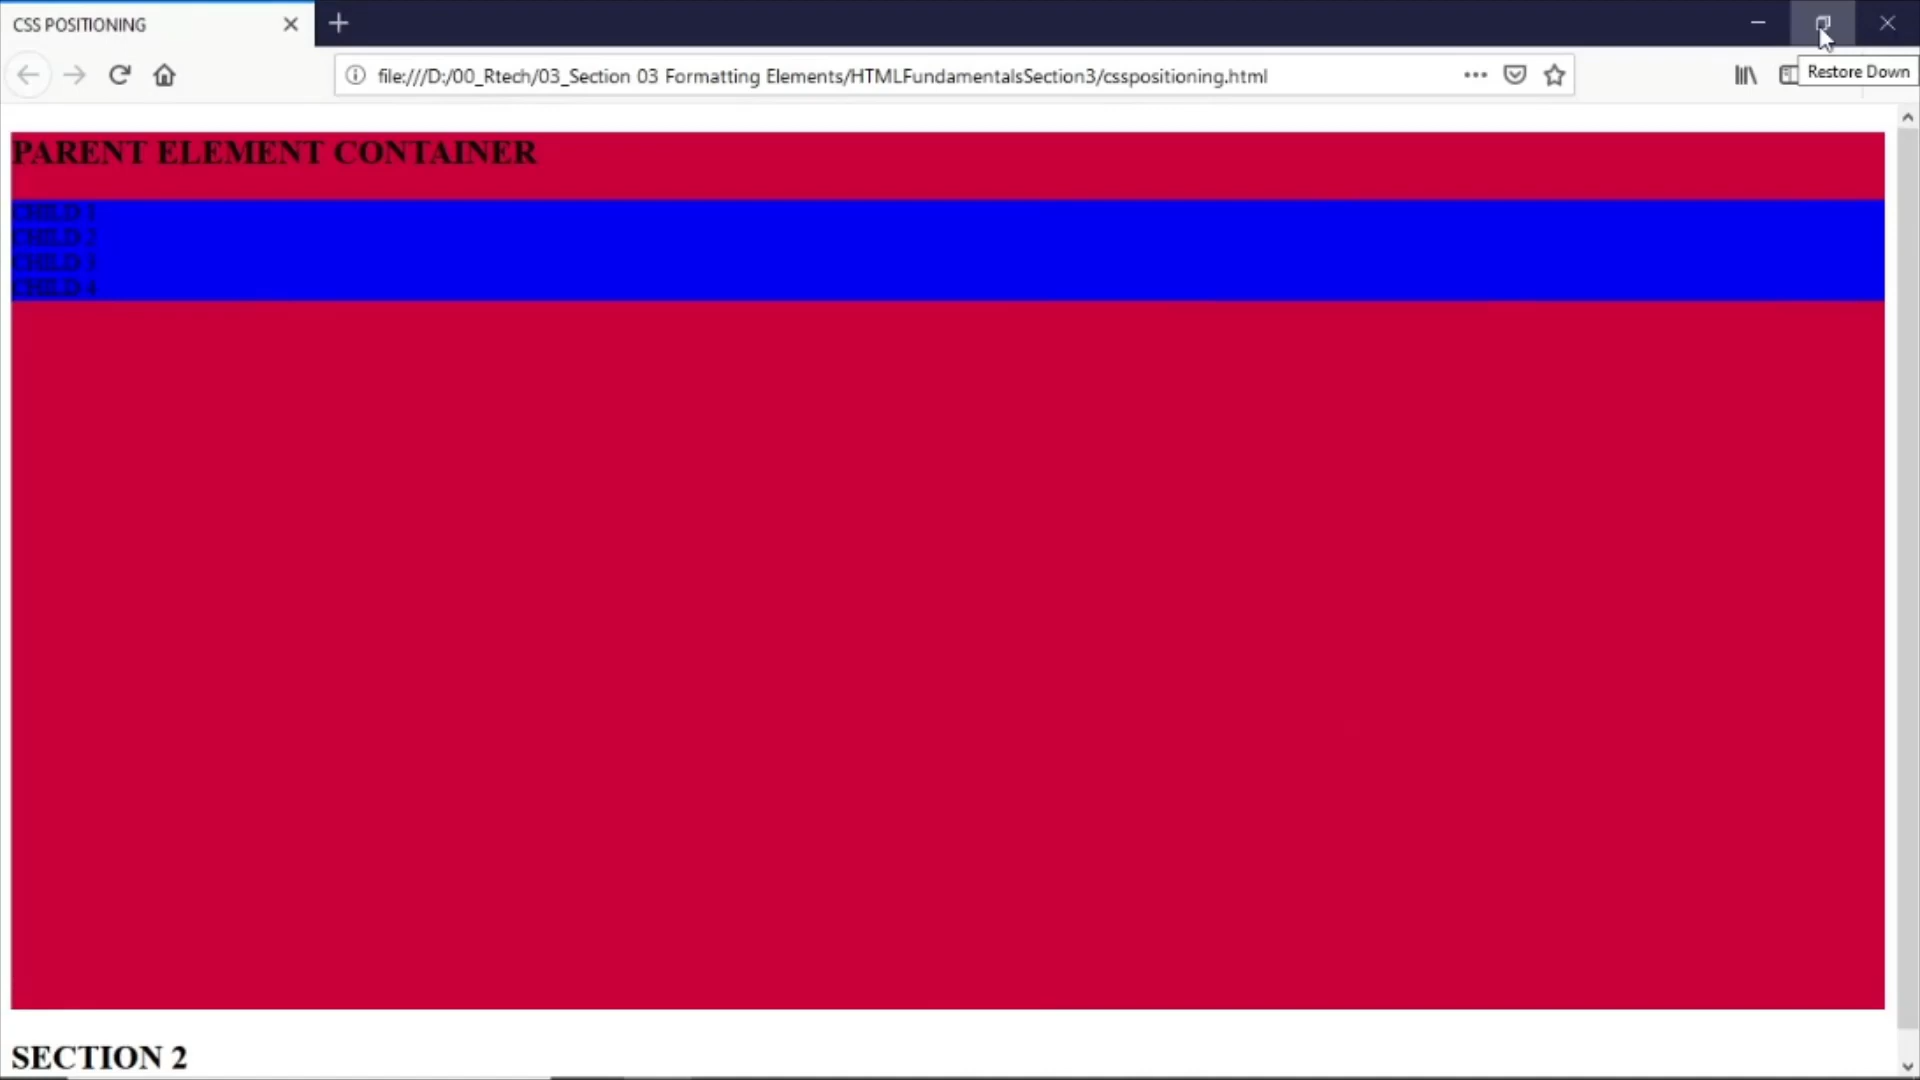 CSS POSITIONING
file:///D:/00_Rtech/03_Section 03 Formatting Elements/HTMLFundamentalsSection3/csspositioning.html
Restore Down
PARENT ELEMENT CONTAINER
CHILD 1
CHILD 2
CHILD 3
CHILD 4
SECTION 2